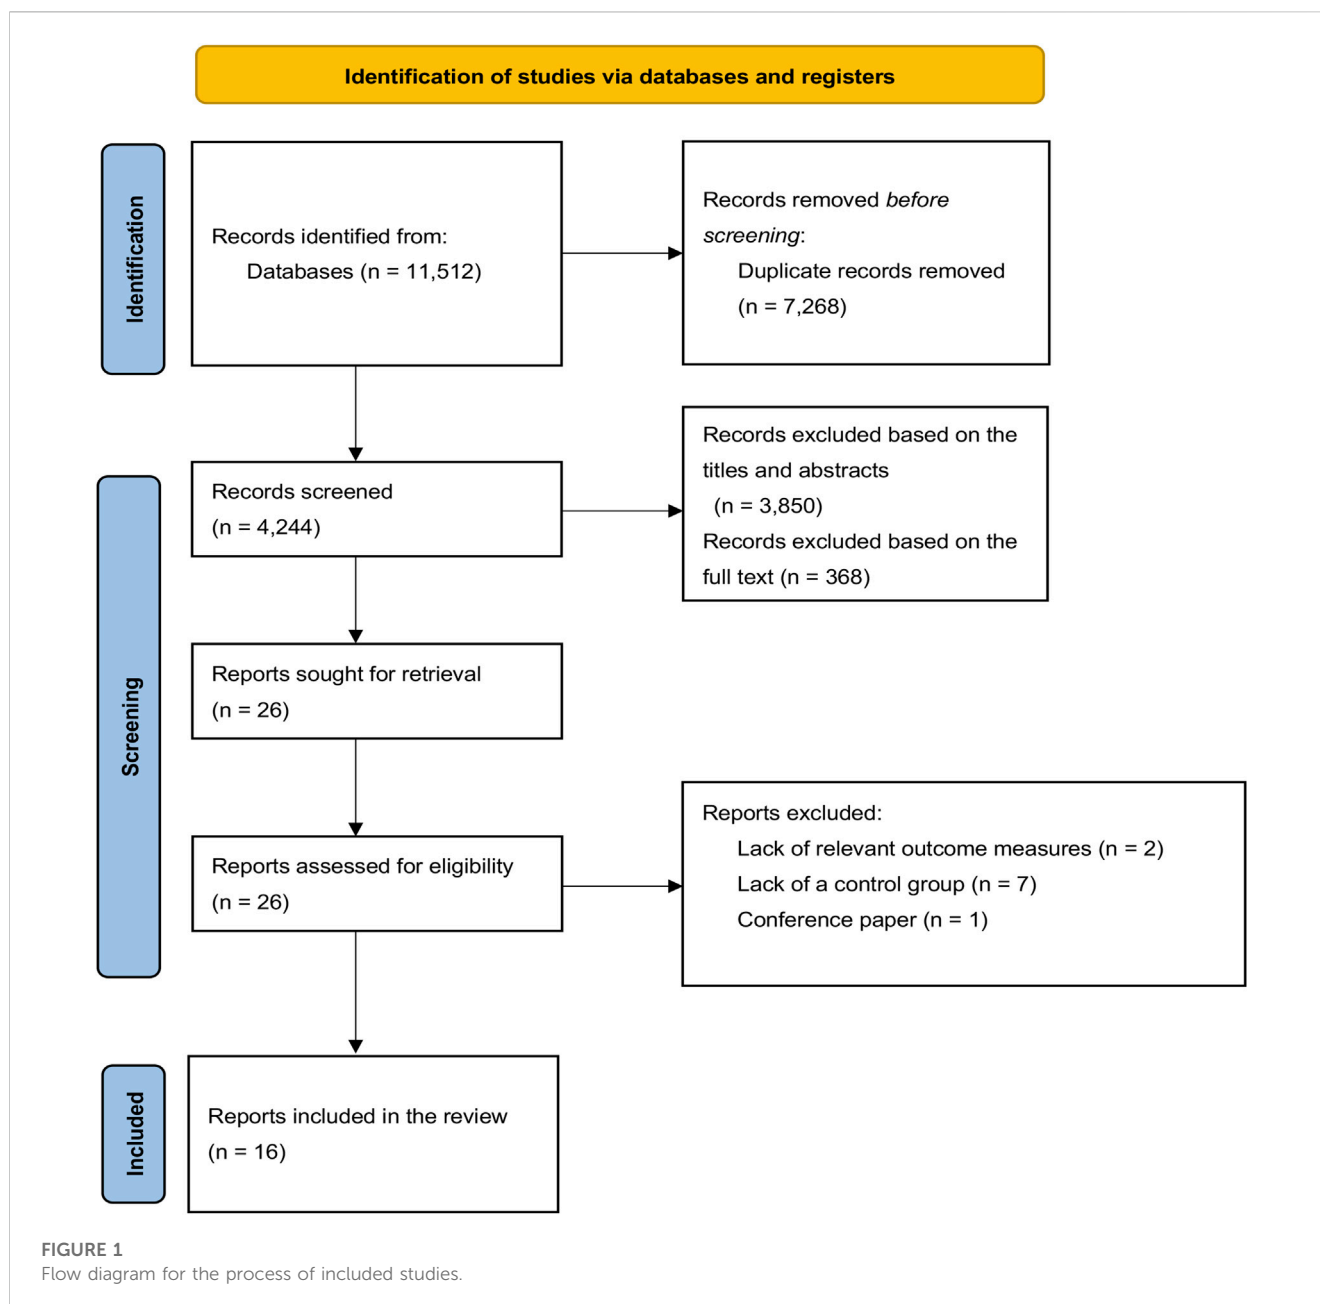 Identification of studies via databases and registers
Identification
Records identified from:
Databases (n = 11,512)
Records removed before
screening:
Duplicate records removed
(n = 7,268)
Screening
Records screened
(n = 4,244)
Records excluded based on the
titles and abstracts
(n = 3,850)
Records excluded based on the
full text (n = 368)
Reports sought for retrieval
(n = 26)
Reports assessed for eligibility
(n = 26)
Reports excluded:
Lack of relevant outcome measures (n = 2)
Lack of a control group (n = 7)
Conference paper (n = 1)
Included
Reports included in the review
(n = 16)
FIGURE 1
Flow diagram for the process of included studies.